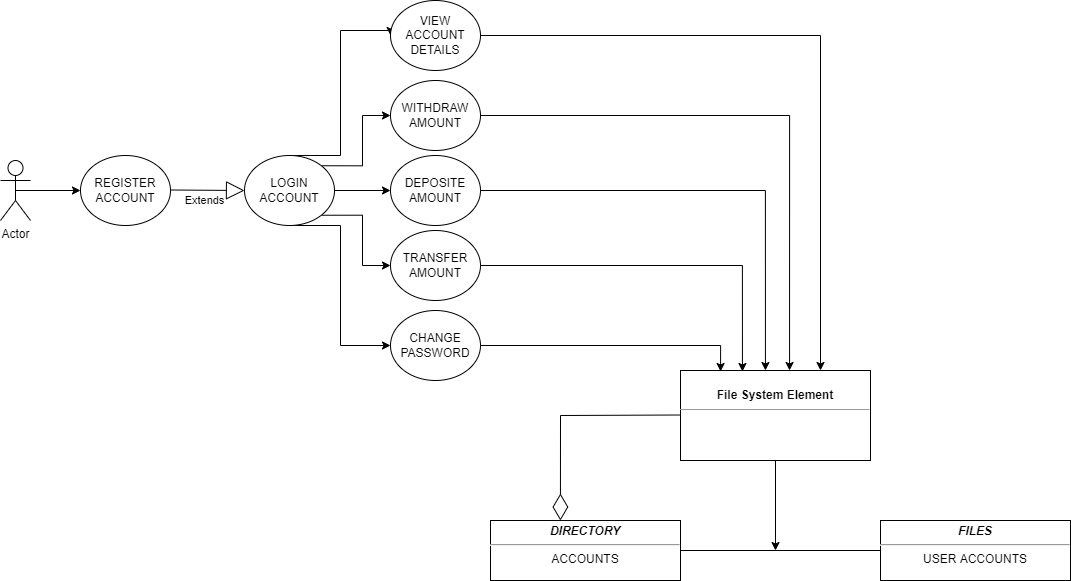 VIEW
ACCOUNT
DETAILS
WITHDRAW
AMOUNT
REGISTER
ACCOUNT
Extends
LOGIN
ACCOUNT
DEPOSITE
AMOUNT
Actor
TRANSFER
AMOUNT
CHANGE
PASSWORD
File System Element
DIRECTORY
ACCOUNTS
FILES
USER ACCOUNTS